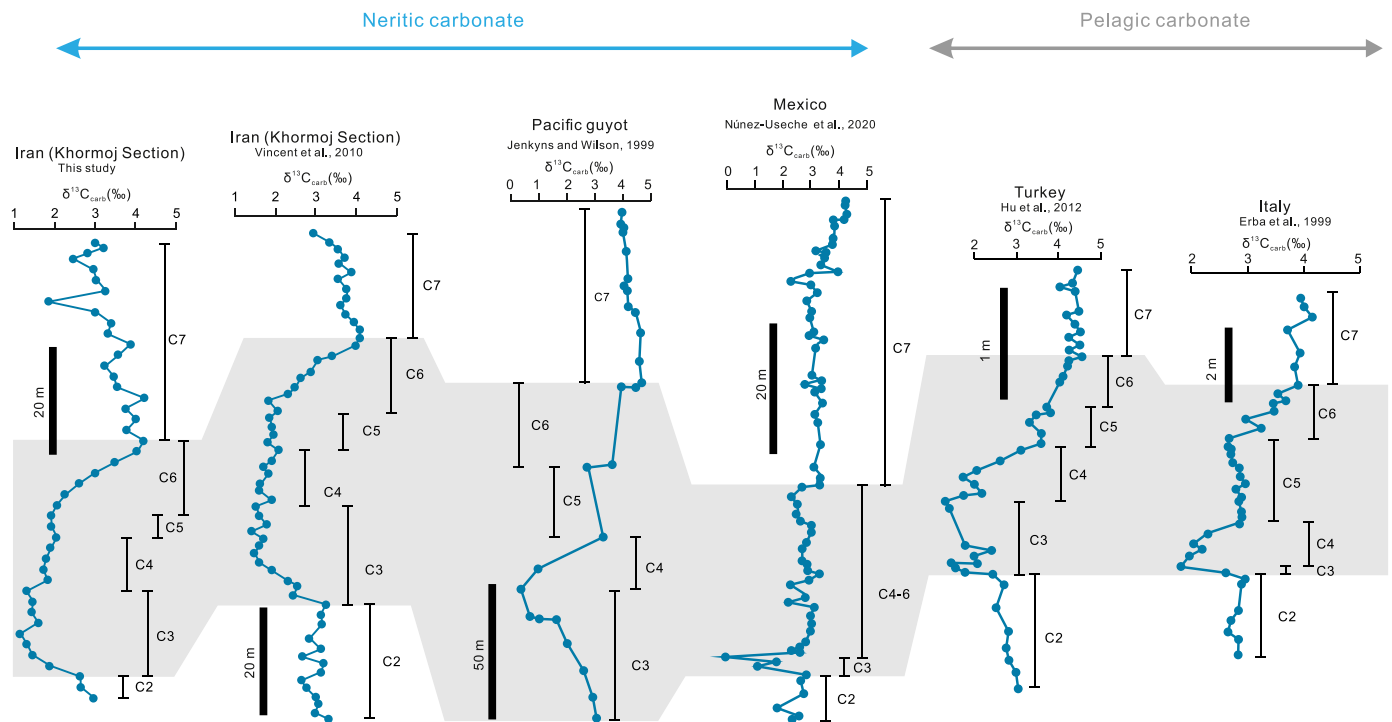 Neritic carbonate
Pelagic carbonate
Iran (Khormoj Section)
This study
δ¹³Ccarb(‰)
1 2 3 4 5
20 m
C7
C6
C5
C4
C3
C2
Iran (Khormoj Section)
Vincent et al., 2010
δ¹³Ccarb(‰)
1 2 3 4 5
C7
C6
C5
C4
C3
C2
20 m
Pacific guyot
Jenkyns and Wilson, 1999
δ¹³Ccarb(‰)
0 1 2 3 4 5
C7
C6
C5
C4
C3
50 m
Mexico
Núnez-Useche et al., 2020
δ¹³Ccarb(‰)
0 1 2 3 4 5
C7
20 m
C4-6
C3
C2
Turkey
Hu et al., 2012
δ¹³Ccarb(‰)
2 3 4 5
1 m
C7
C6
C5
C4
C3
C2
Italy
Erba et al., 1999
δ¹³Ccarb(‰)
2 3 4 5
2 m
C7
C6
C5
C4
C3
C2